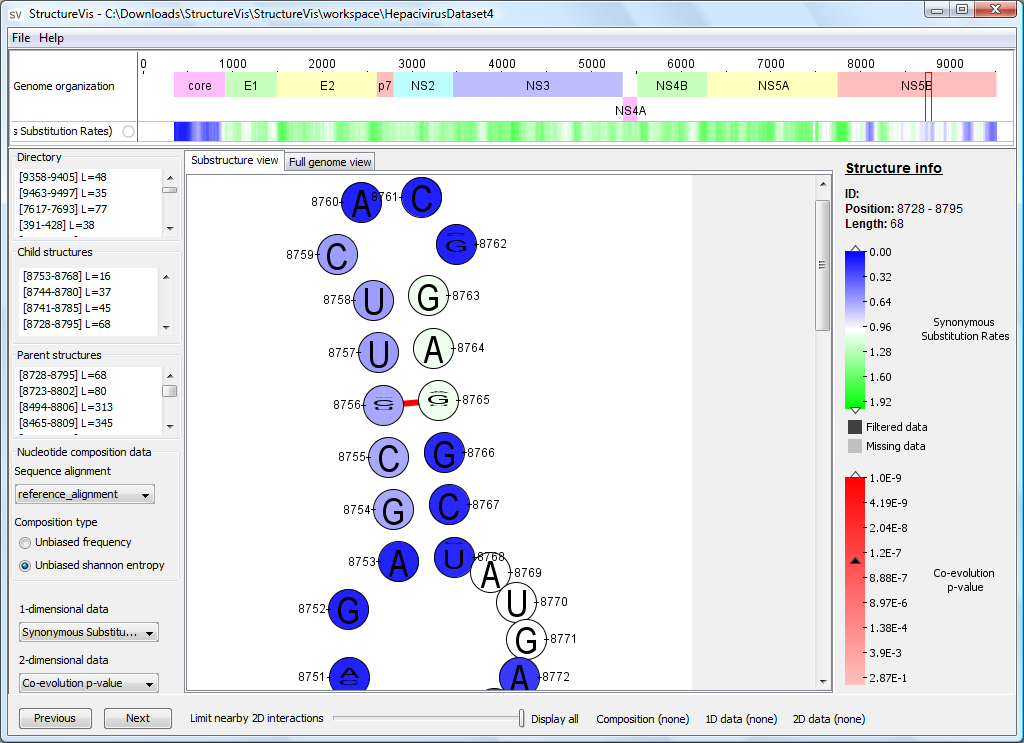 SV StructureVis - C:\Downloads\StructureVis\StructureVis\workspace\HepacivirusDataset4
File Help
0 1000 2000 3000 4000 5000 6000 7000 8000 9000
Genome organization
core E1 E2 p7 NS2 NS3 NS4B NS5A NS5B
NS4A
s Substitution Rates)
Directory
[9358-9405] L=48
[9463-9497] L=35
[7617-7693] L=77
[391-428] L=38
Child structures
[8753-8768] L=16
[8744-8780] L=37
[8741-8785] L=45
[8728-8795] L=68
Parent structures
[8728-8795] L=68
[8723-8802] L=80
[8494-8806] L=313
[8465-8809] L=345
Nucleotide composition data
Sequence alignment
reference_alignment
Composition type
Unbiased frequency
Unbiased shannon entropy
1-dimensional data
Synonymous Substitu...
2-dimensional data
Co-evolution p-value
Substructure view Full genome view
8760 A 8761 C
8759 C G 8762
8758 U G 8763
8757 U A 8764
8756 G 8765
8755 C G 8766
8754 G C 8767
8753 A U 8768
A 8769
8752 G U 8770
G 8771
8751 A A 8772
Structure info
ID:
Position: 8728 - 8795
Length: 68
0.00
0.32
0.64
0.96
1.28
1.60
1.92
Synonymous
Substitution Rates
Filtered data
Missing data
1.0E-9
4.19E-9
2.04E-8
1.2E-7
8.88E-7
8.97E-6
1.38E-4
3.9E-3
2.87E-1
Co-evolution
p-value
Previous Next Limit nearby 2D interactions Display all Composition (none) 1D data (none) 2D data (none)